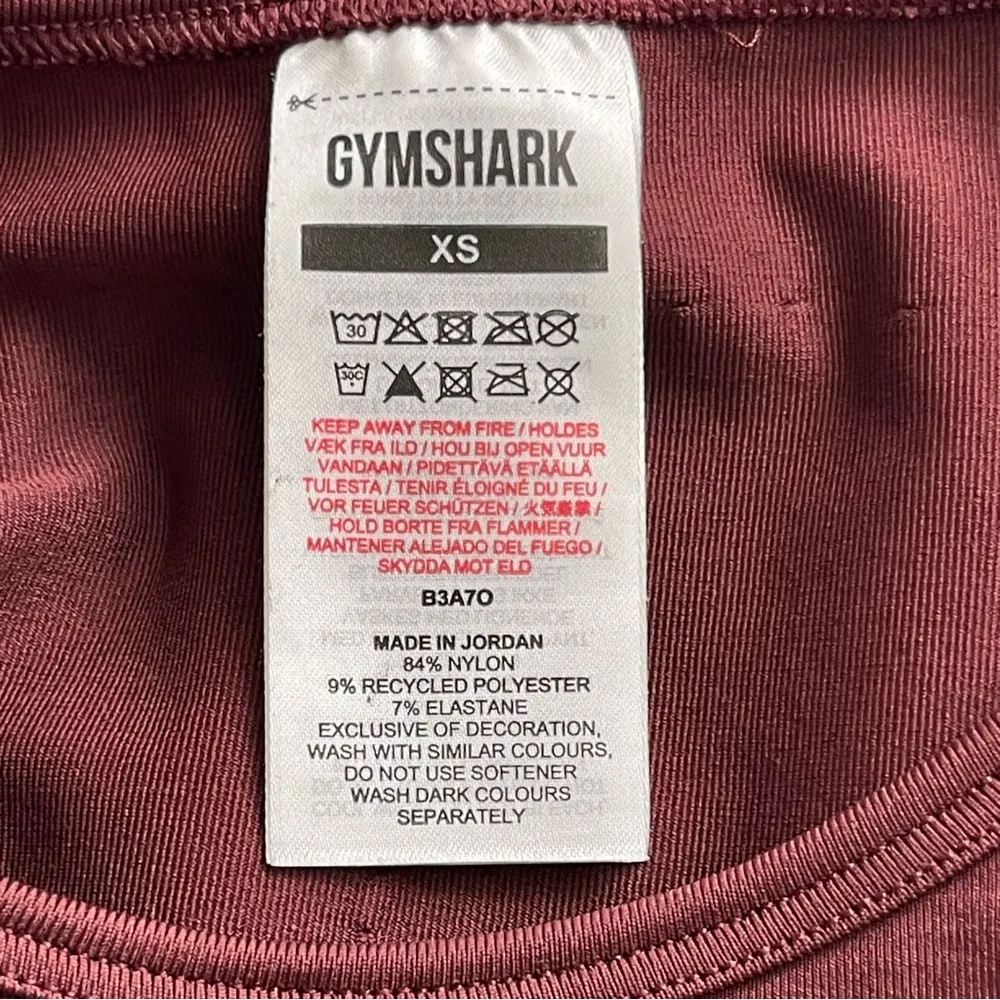 GYMSHARK
XS
30
30C
KEEP AWAY FROM FIRE / HOLDES
VÆK FRA ILD / HOU BIJ OPEN VUUR
VANDAAN / PIDETTÄVÄ ETÄÄLLÄ
TULESTA / TENIR ÉLOIGNÉ DU FEU /
VOR FEUER SCHÜTZEN / 火気厳禁 /
HOLD BORTE FRA FLAMMER /
MANTENER ALEJADO DEL FUEGO /
SKYDDA MOT ELD
B3A7O
MADE IN JORDAN
84% NYLON
9% RECYCLED POLYESTER
7% ELASTANE
EXCLUSIVE OF DECORATION,
WASH WITH SIMILAR COLOURS,
DO NOT USE SOFTENER
WASH DARK COLOURS
SEPARATELY